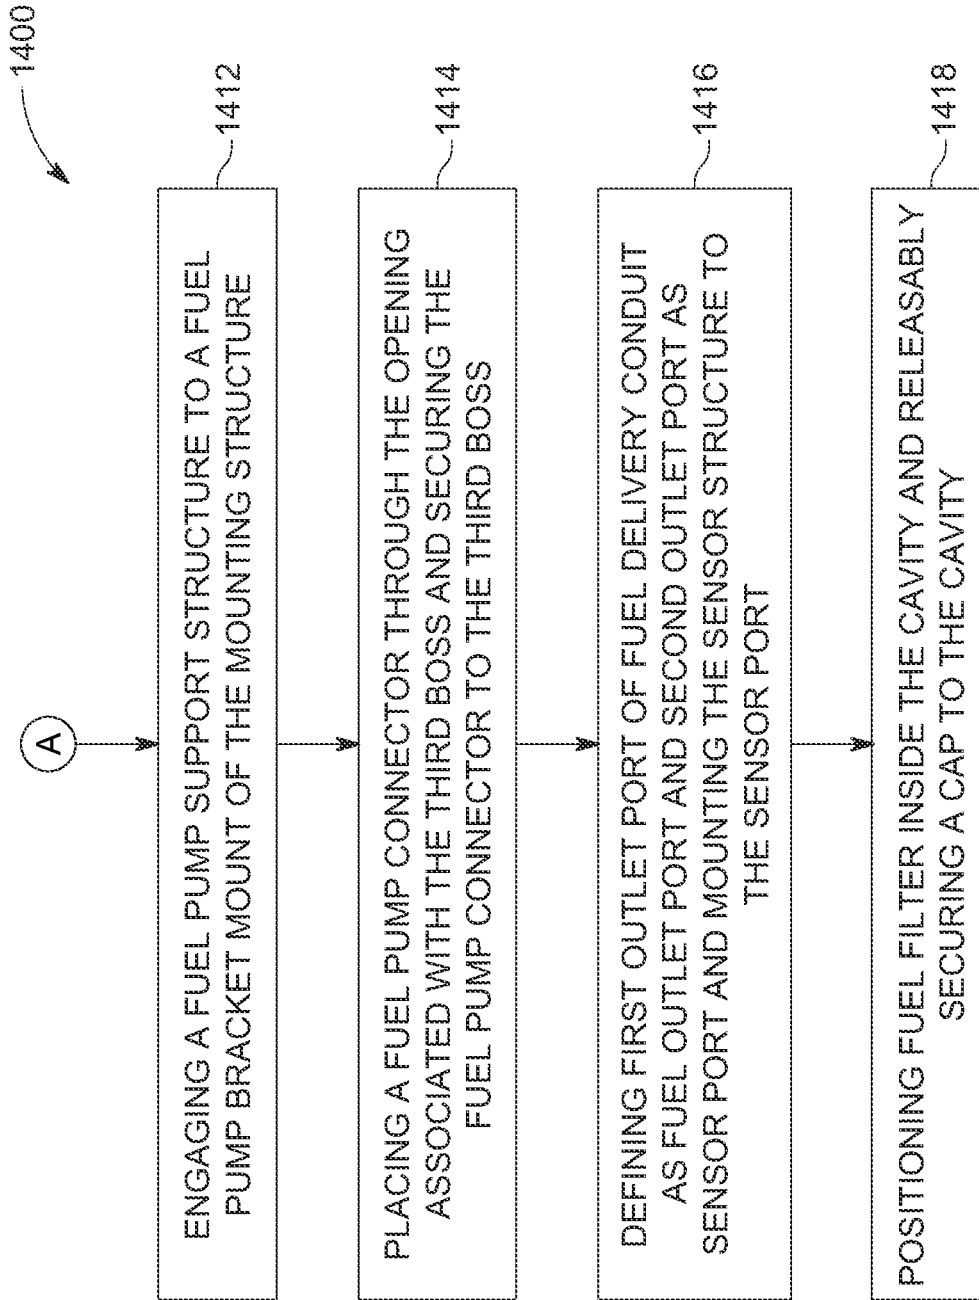 1400
A
ENGAGING A FUEL PUMP SUPPORT STRUCTURE TO A FUEL
PUMP BRACKET MOUNT OF THE MOUNTING STRUCTURE
1412
PLACING A FUEL PUMP CONNECTOR THROUGH THE OPENING
ASSOCIATED WITH THE THIRD BOSS AND SECURING THE
FUEL PUMP CONNECTOR TO THE THIRD BOSS
1414
DEFINING FIRST OUTLET PORT OF FUEL DELIVERY CONDUIT
AS FUEL OUTLET PORT AND SECOND OUTLET PORT AS
SENSOR PORT AND MOUNTING THE SENSOR STRUCTURE TO
THE SENSOR PORT
1416
POSITIONING FUEL FILTER INSIDE THE CAVITY AND RELEASABLY
SECURING A CAP TO THE CAVITY
1418